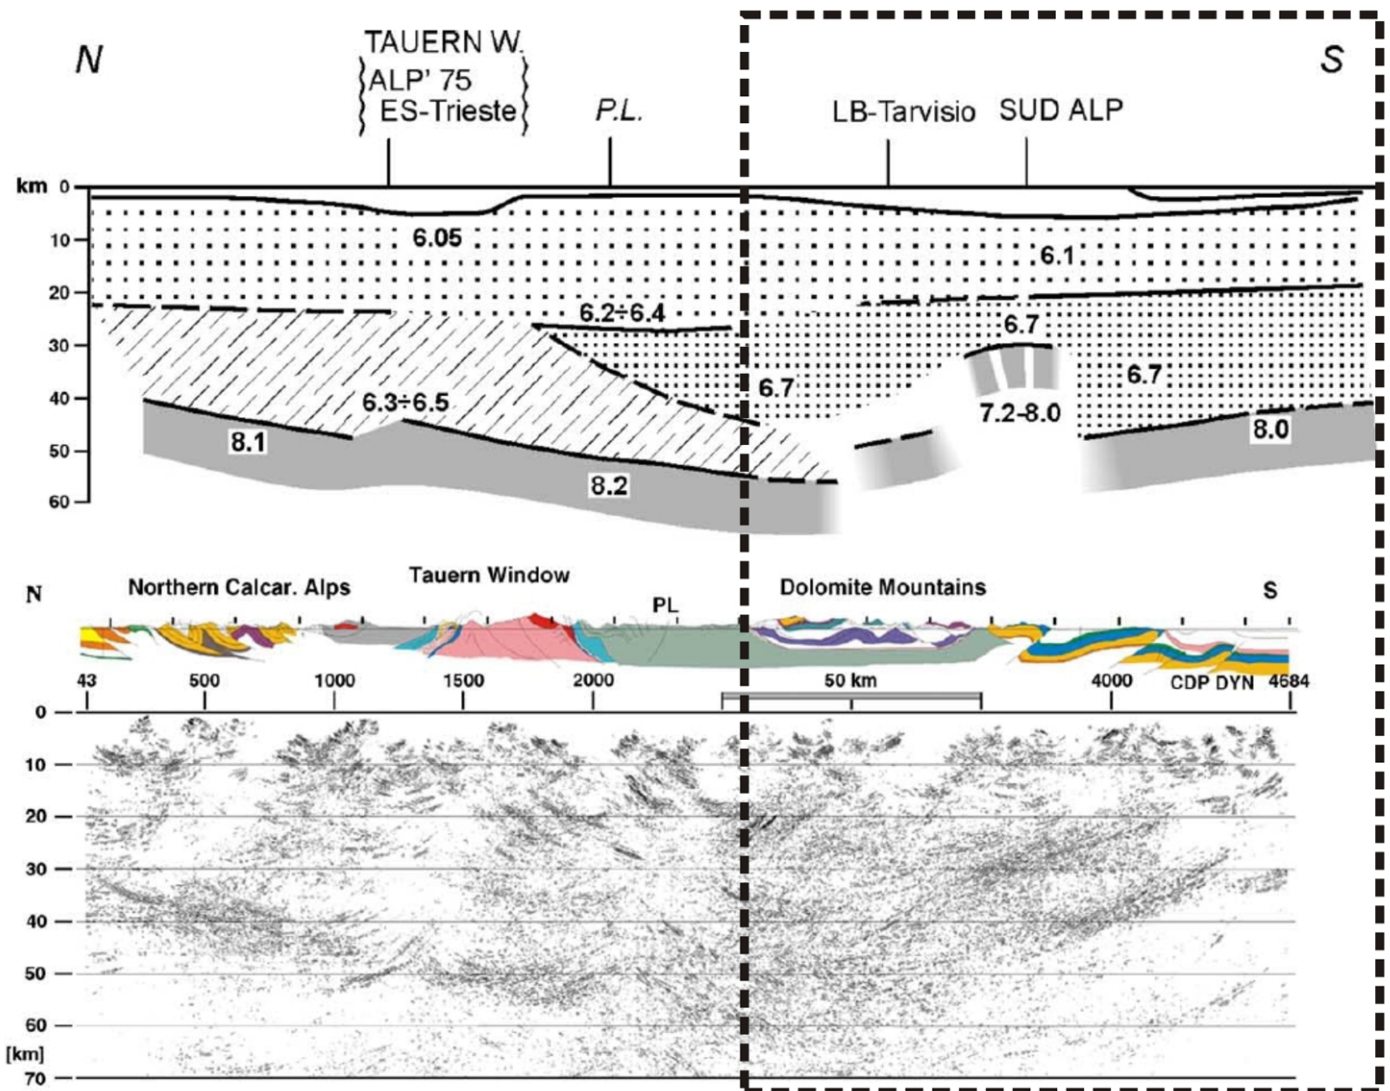 N
S
TAUERN W.
ALP' 75
ES-Trieste
P.L.
LB-Tarvisio
SUD ALP
km
0
10
20
30
40
50
60
6.05
6.1
6.2÷6.4
6.7
6.7
6.7
6.3÷6.5
7.2-8.0
8.1
8.2
8.0
N
Northern Calcar. Alps
Tauern Window
PL
Dolomite Mountains
S
43 500 1000 1500 2000 50 km 4000 CDP DYN 4684
0
10
20
30
40
50
60
[km]
70